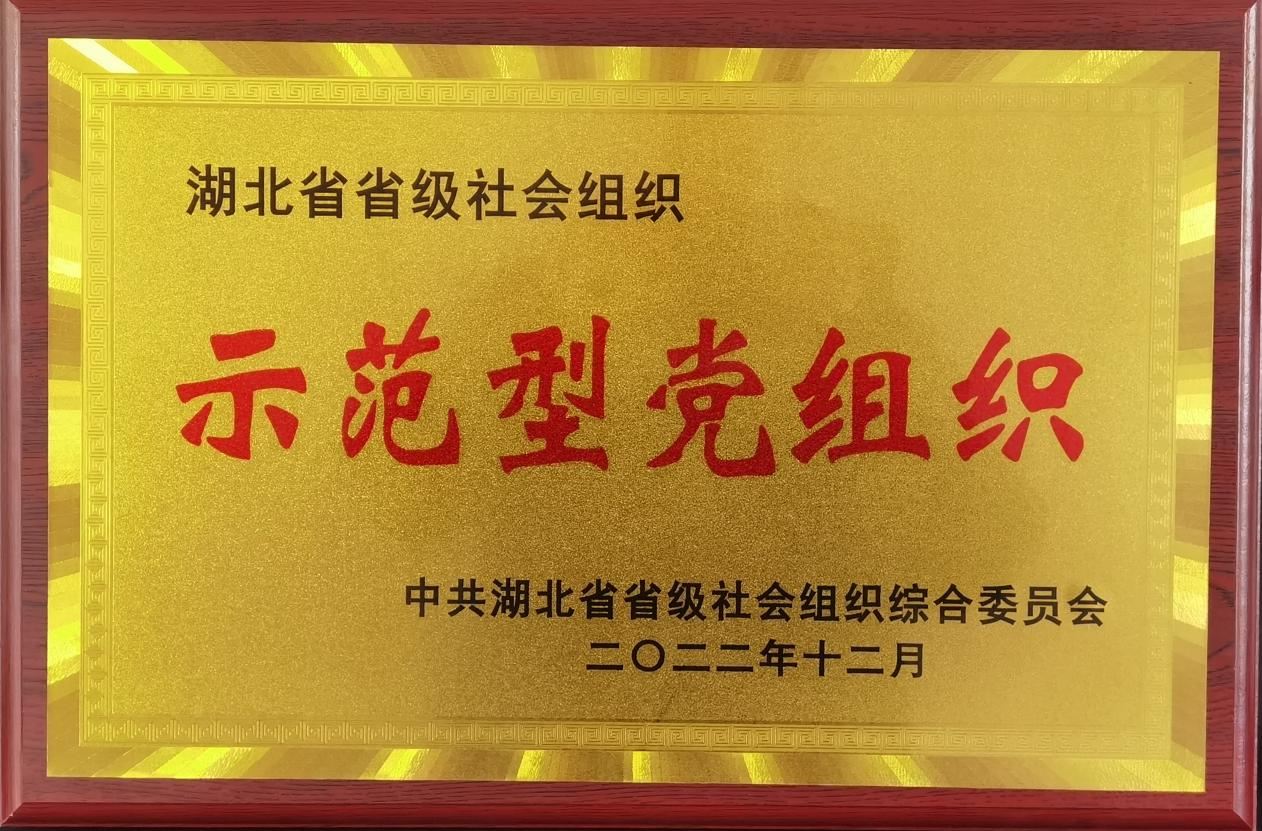 湖北省省级社会组织
示范型党组织
中共湖北省省级社会组织综合委员会
二〇二二年十二月